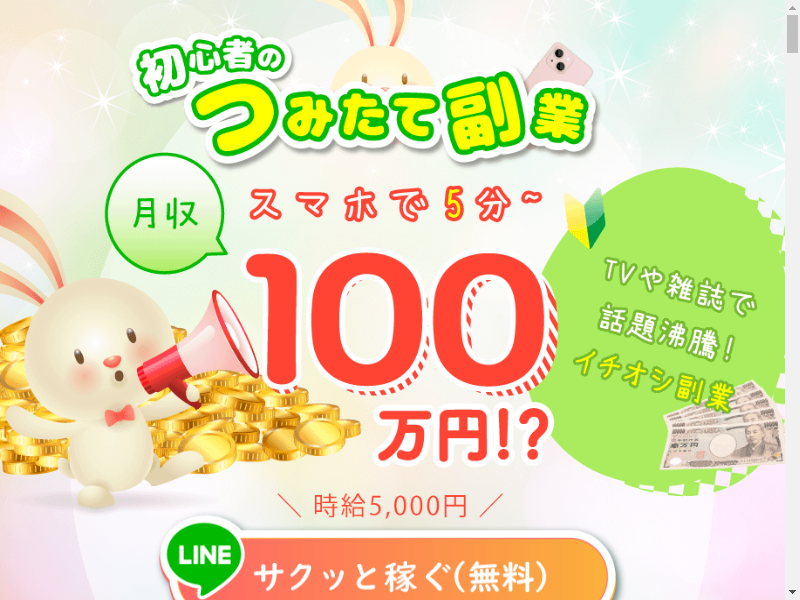 初心者の
つみたて副業
月収
スマホで5分~
100
万円!?
TVや雑誌で
話題沸騰!
イチオシ副業
＼ 時給5,000円 ／
LINE
サクッと稼ぐ(無料)